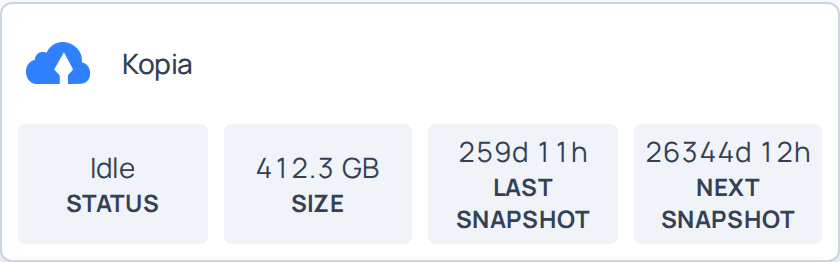 Kopia
Idle
STATUS
412.3 GB
SIZE
259d 11h
LAST
SNAPSHOT
26344d 12h
NEXT
SNAPSHOT